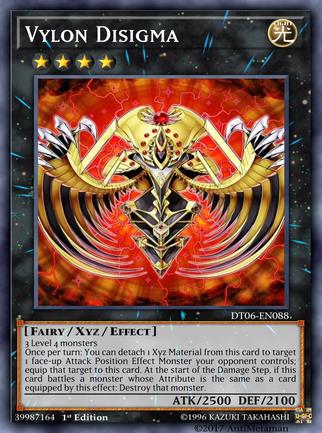 VYLON DISIGMA
LIGHT
光
DT06-EN088
[FAIRY / XYZ / EFFECT]
3 Level 4 monsters
Once per turn: You can detach 1 Xyz Material from this card to target
1 face-up Attack Position Effect Monster your opponent controls;
equip that target to this card. At the start of the Damage Step, if this
card battles a monster whose Attribute is the same as a card
equipped by this effect: Destroy that monster.
ATK/2500 DEF/2100
39987164 1st Edition ©1996 KAZUKI TAKAHASHI
©2017 AntiMetaman